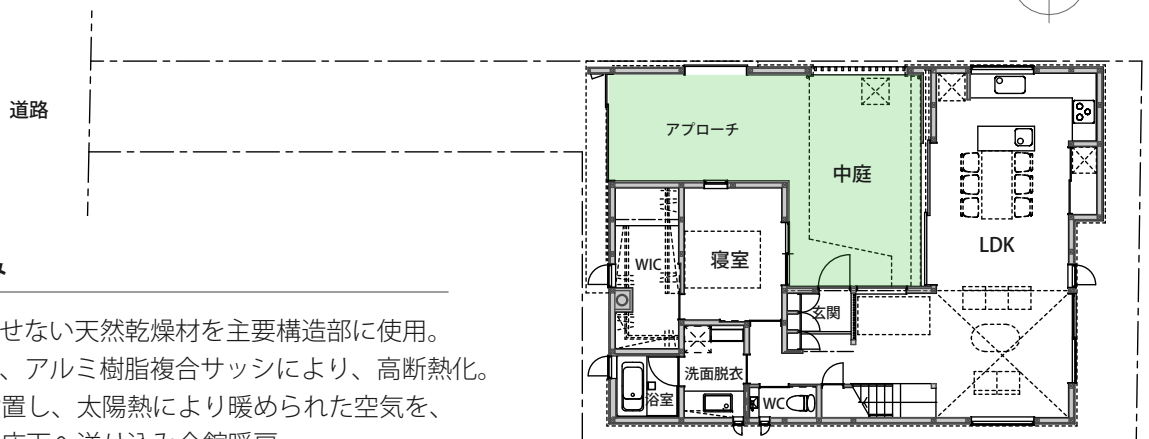 道路
アプローチ
中庭
LDK
WIC
寝室
玄関
洗面脱衣
浴室
WC
せない天然乾燥材を主要構造部に使用。
、アルミ樹脂複合サッシにより、高断熱化。
置し、太陽熱により暖められた空気を、